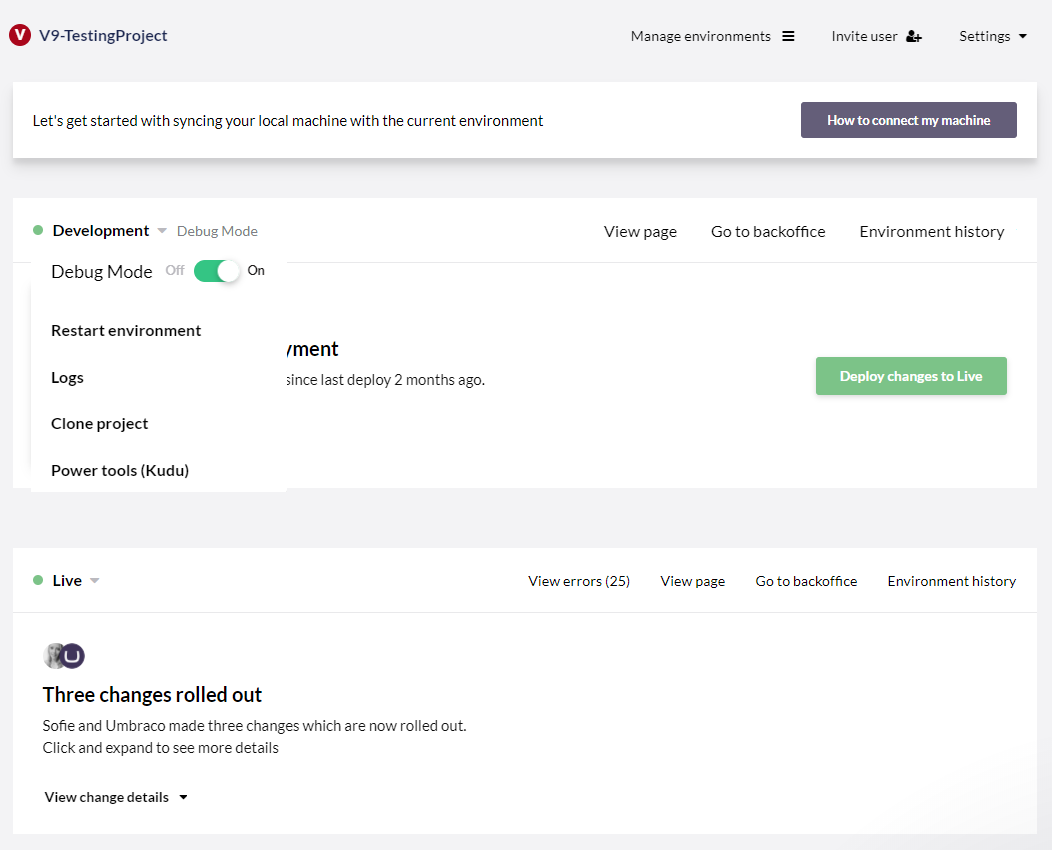 V V9-TestingProject Manage environments Invite user Settings
Let's get started with syncing your local machine with the current environment How to connect my machine
Development Debug Mode View page Go to backoffice Environment history
Debug Mode Off On
Restart environment
yment
Logs since last deploy 2 months ago. Deploy changes to Live
Clone project
Power tools (Kudu)
Live View errors (25) View page Go to backoffice Environment history
Three changes rolled out
Sofie and Umbraco made three changes which are now rolled out.
Click and expand to see more details
View change details